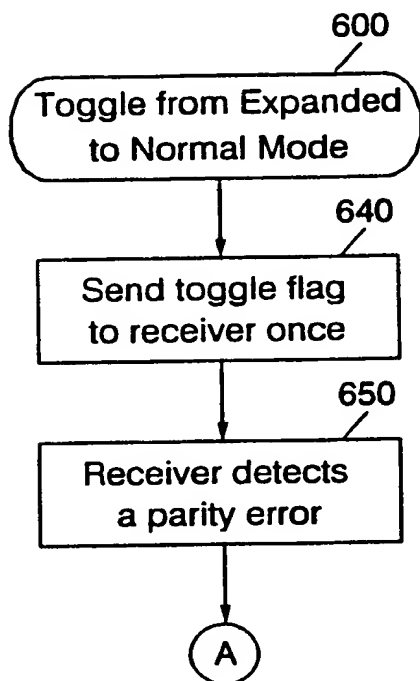 600
Toggle from Expanded
to Normal Mode
640
Send toggle flag
to receiver once
650
Receiver detects
a parity error
A